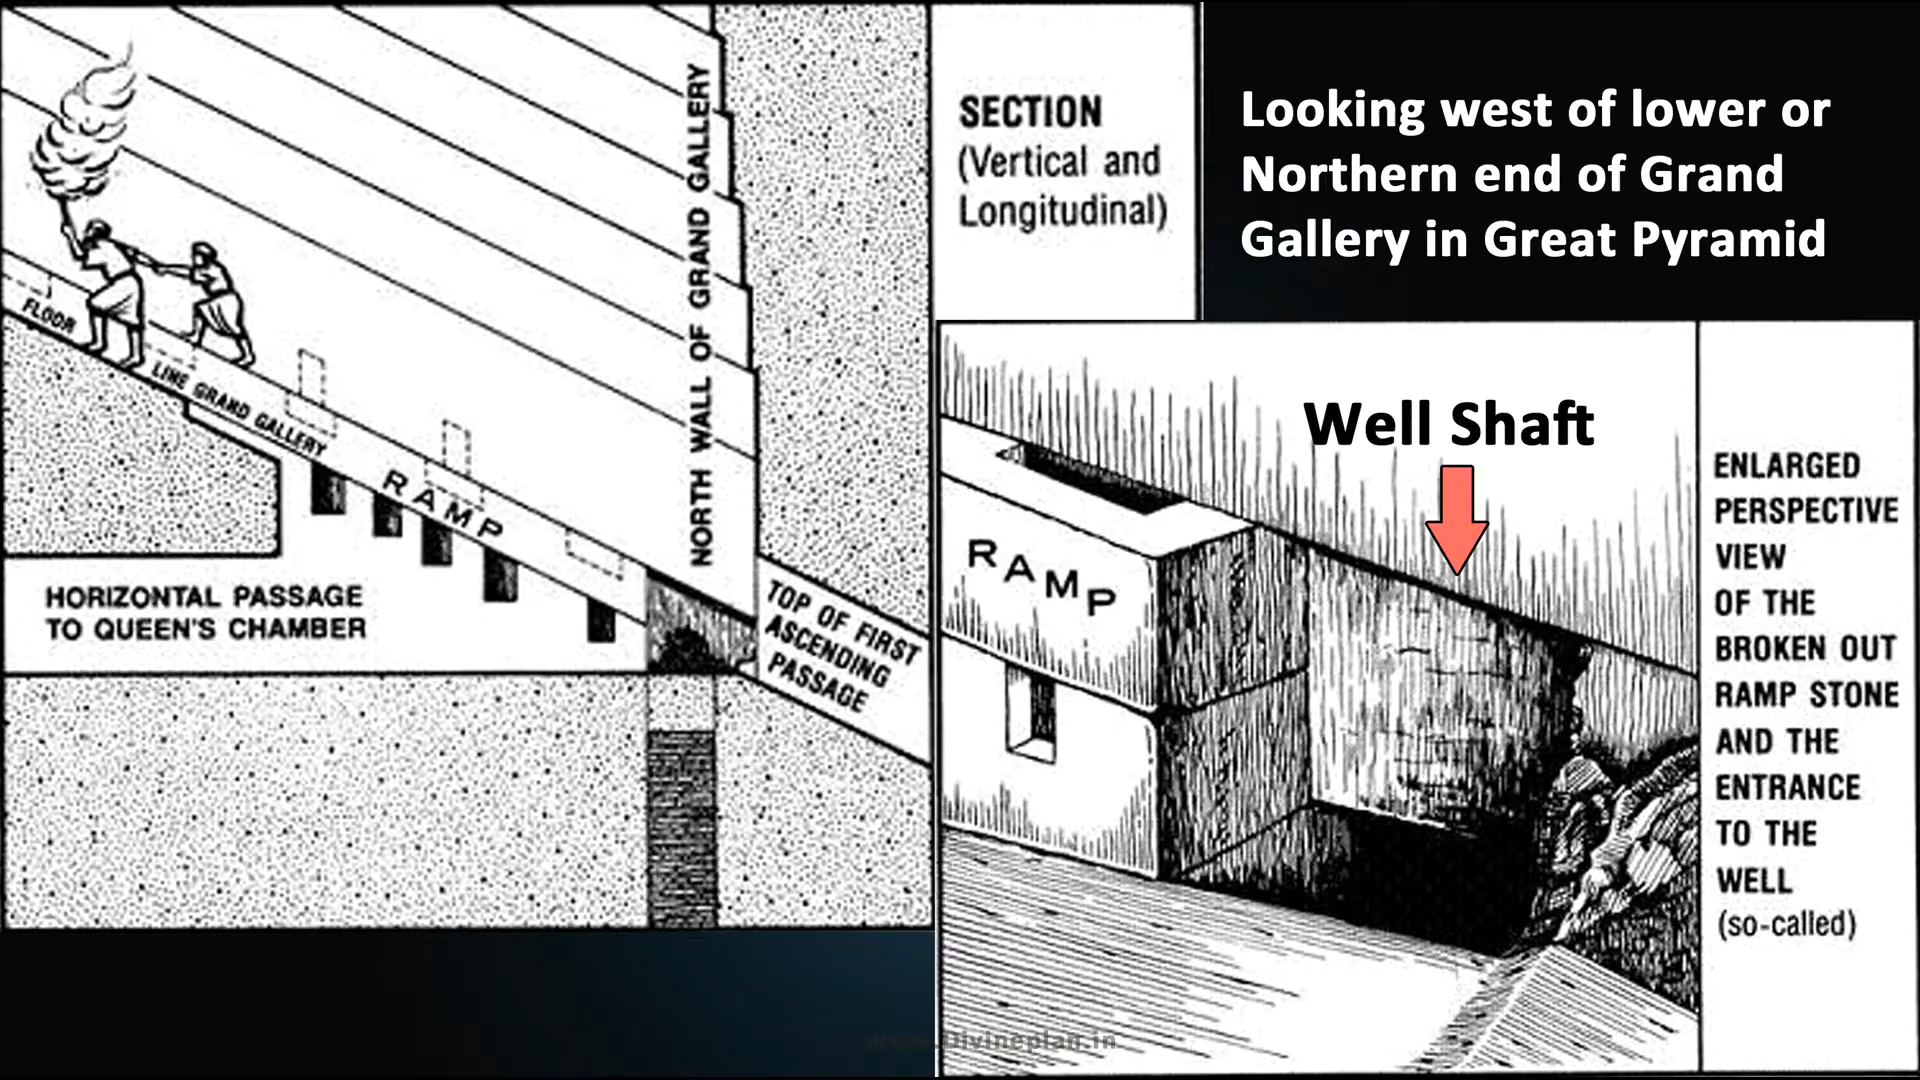 SECTION
(Vertical and
Longitudinal)
Looking west of lower or
Northern end of Grand
Gallery in Great Pyramid
NORTH WALL OF GRAND GALLERY
FLOOR
LINE GRAND GALLERY
RAMP
HORIZONTAL PASSAGE
TO QUEEN'S CHAMBER
TOP OF FIRST
ASCENDING
PASSAGE
Well Shaft
RAMP
ENLARGED
PERSPECTIVE
VIEW
OF THE
BROKEN OUT
RAMP STONE
AND THE
ENTRANCE
TO THE
WELL
(so-called)
www.Divineplan.in